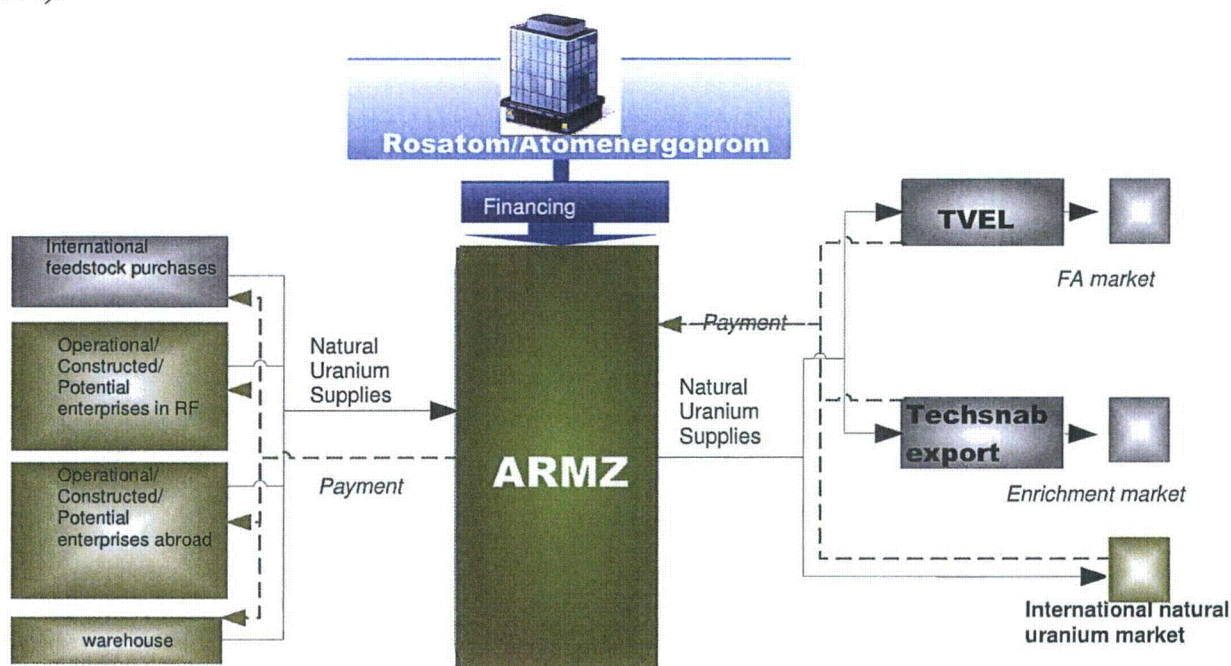 Rosatom/Atomenergoprom
Financing
International
feedstock purchases
Operational/
Constructed/
Potential
enterprises in RF
Operational/
Constructed/
Potential
enterprises abroad
warehouse
Natural
Uranium
Supplies
Payment
ARMZ
Payment
Natural
Uranium
Supplies
TVEL
FA market
Techsnab
export
Enrichment market
International natural
uranium market